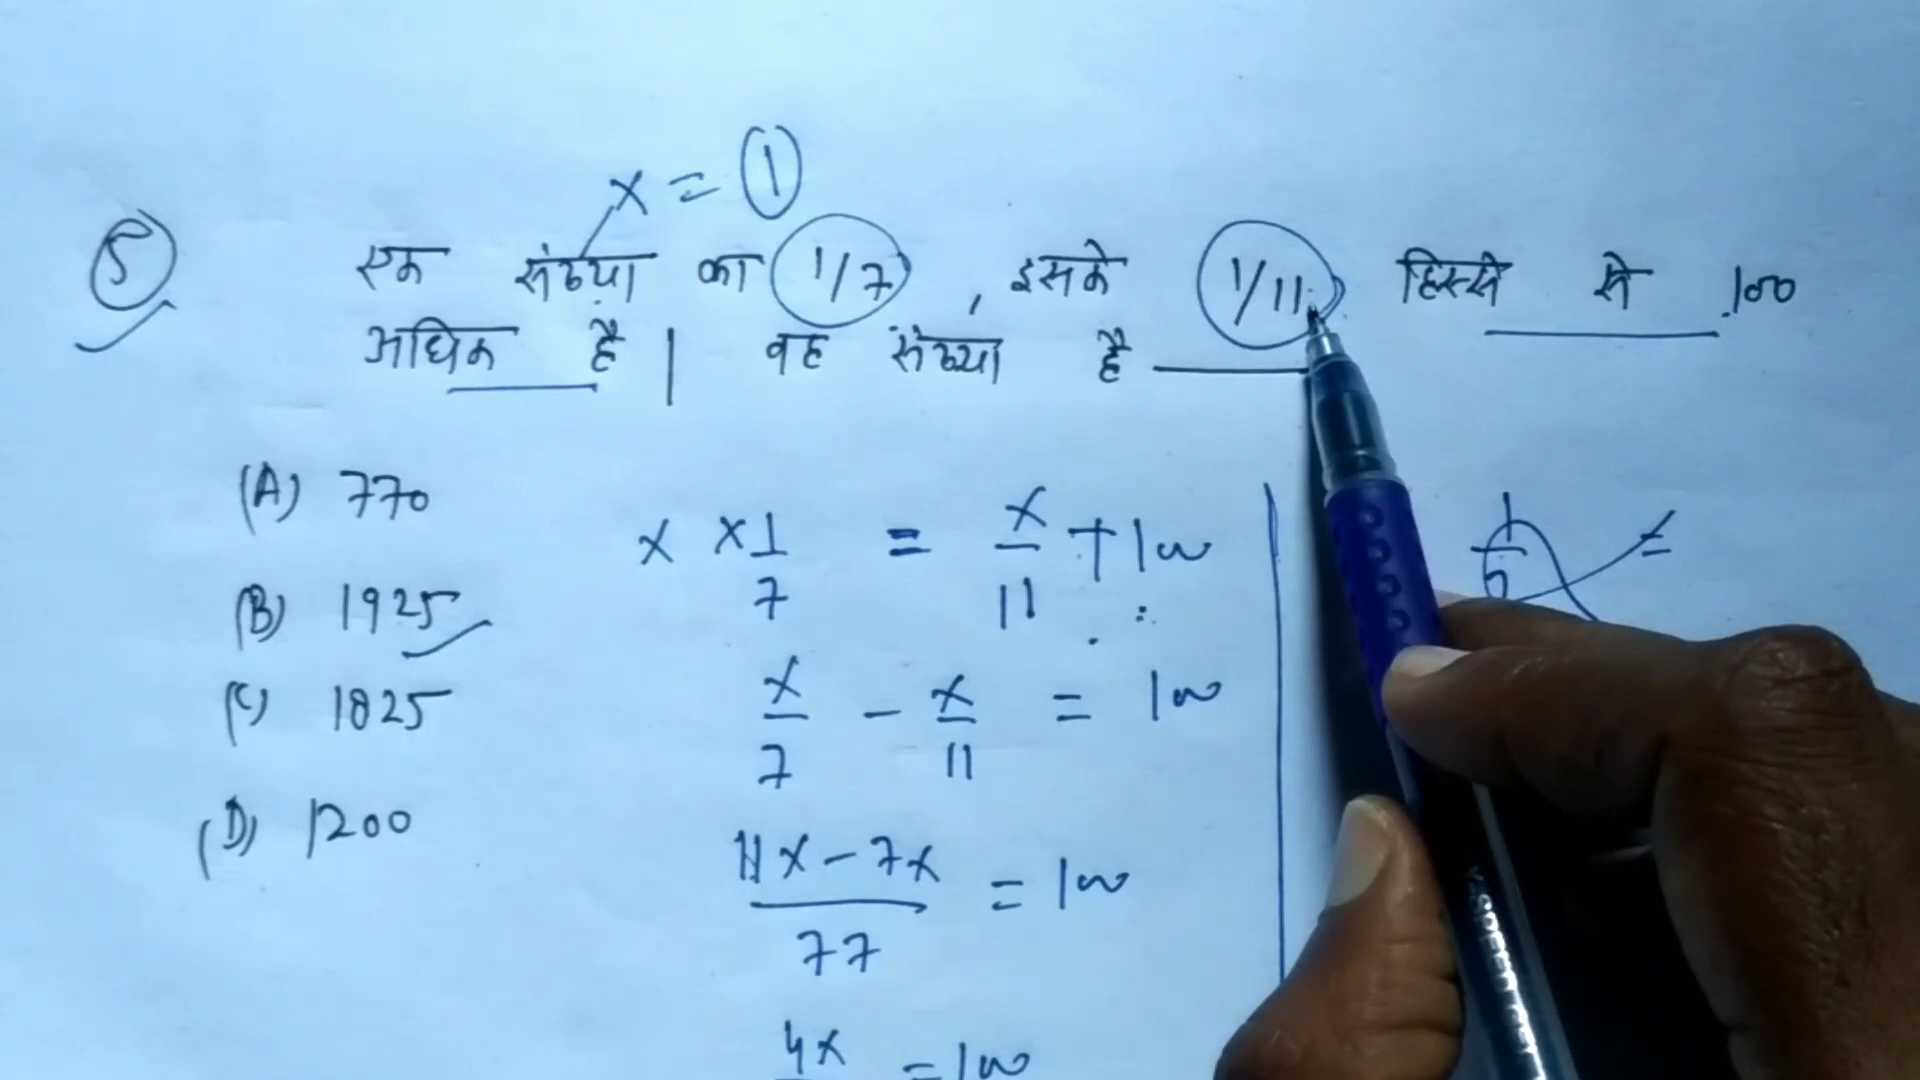 x = 1
5 एक संख्या का 1/7 , इसके 1/11 हिस्से से 100
अधिक है | वह संख्या है ______
(A) 770
(B) 1925
(C) 1825
(D) 1200
x × 1/7 = x/11 + 100
x/7 - x/11 = 100
11x - 7x / 77 = 100
4x = 100